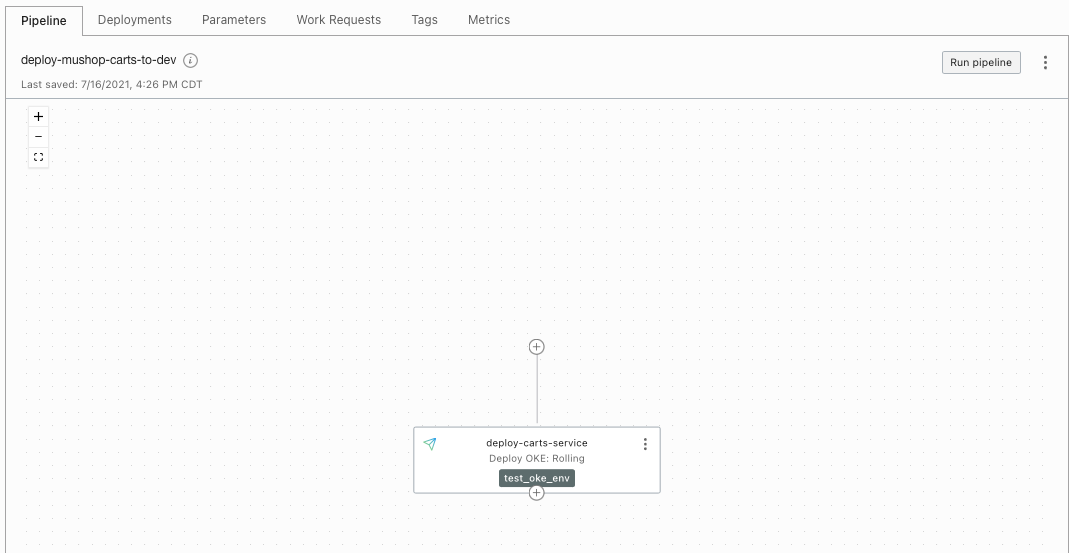 Pipeline Deployments Parameters Work Requests Tags Metrics
deploy-mushop-carts-to-dev i
Run pipeline
Last saved: 7/16/2021, 4:26 PM CDT
deploy-carts-service
Deploy OKE: Rolling
test_oke_env